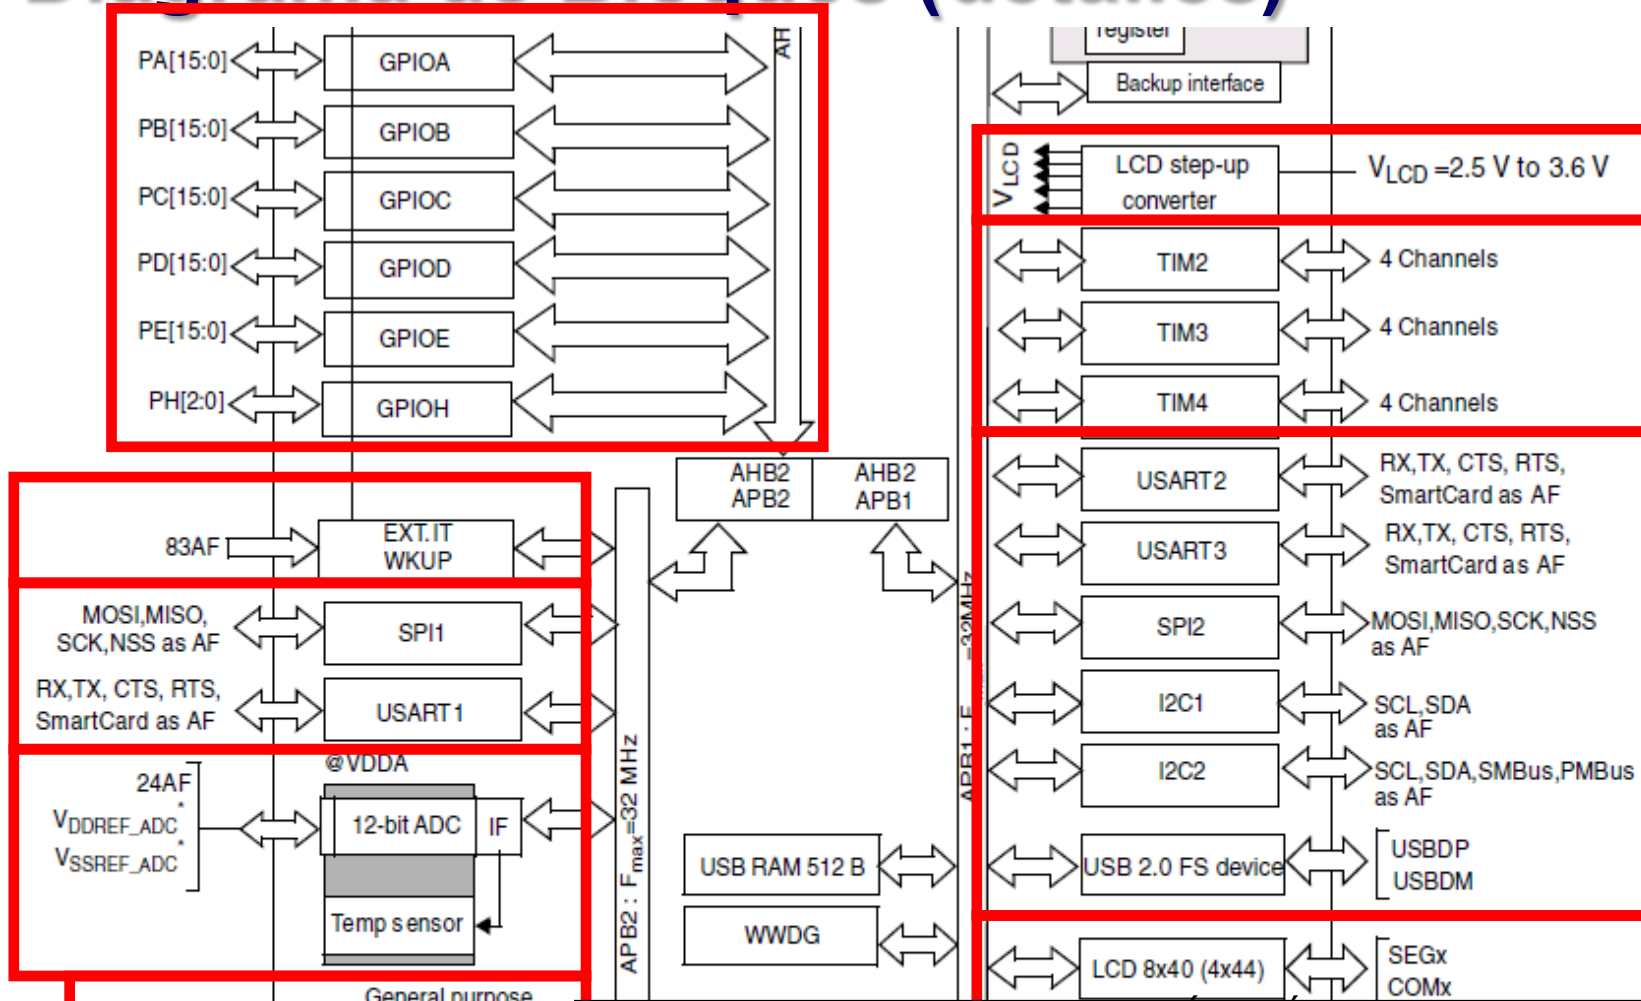 Diagrama de Bloques (detalles)
PA[15:0]
GPIOA
PB[15:0]
GPIOB
PC[15:0]
GPIOC
PD[15:0]
GPIOD
PE[15:0]
GPIOE
PH[2:0]
GPIOH
AH
AHB2
APB2
AHB2
APB1
83AF
EXT.IT
WKUP
MOSI,MISO,
SCK,NSS as AF
SPI1
RX,TX, CTS, RTS,
SmartCard as AF
USART1
@VDDA
24AF
VDDREF_ADC*
VSSREF_ADC*
12-bit ADC
IF
Temp sensor
General purpose
APB2 : Fmax=32 MHz
USB RAM 512 B
WWDG
=32MHz
APB1 : F
register
Backup interface
VLCD
LCD step-up
converter
VLCD =2.5 V to 3.6 V
TIM2
4 Channels
TIM3
4 Channels
TIM4
4 Channels
USART2
RX,TX, CTS, RTS,
SmartCard as AF
USART3
RX,TX, CTS, RTS,
SmartCard as AF
SPI2
MOSI,MISO,SCK,NSS
as AF
I2C1
SCL,SDA
as AF
I2C2
SCL,SDA,SMBus,PMBus
as AF
USB 2.0 FS device
USBDP
USBDM
LCD 8x40 (4x44)
SEGx
COMx